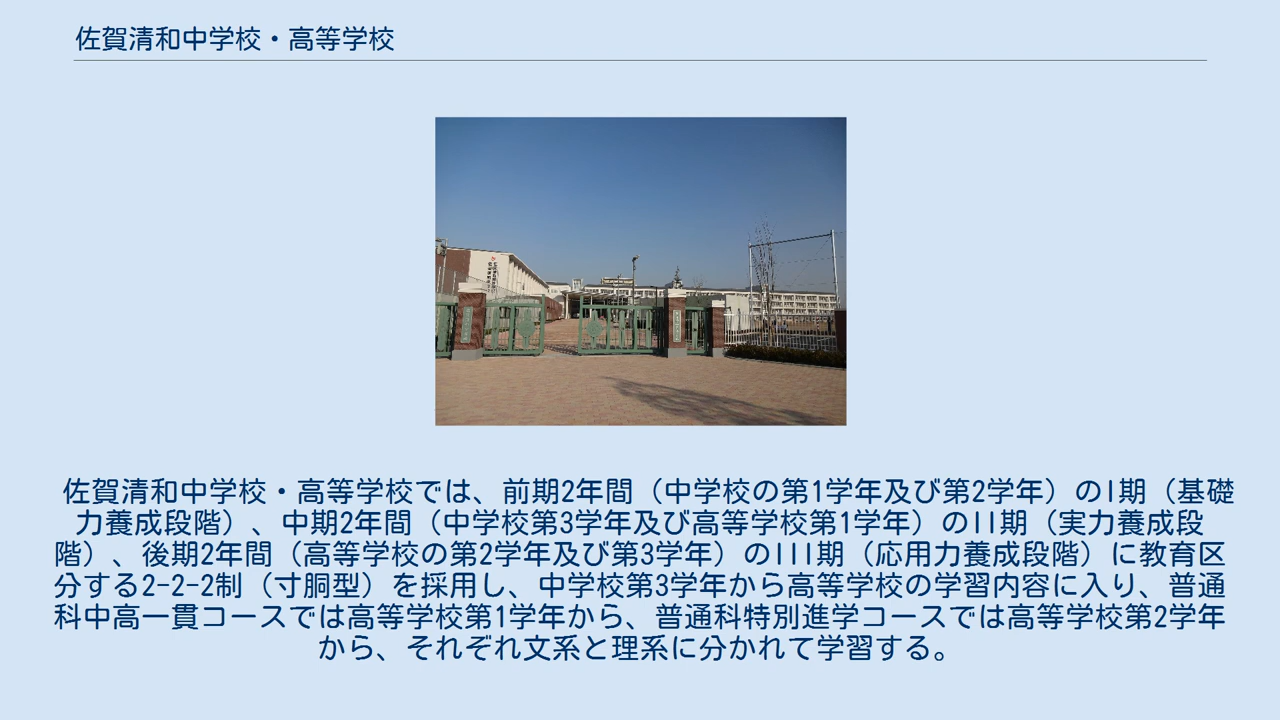 佐賀清和中学校・高等学校
佐賀清和中学校・高等学校では、前期2年間（中学校の第1学年及び第2学年）のI期（基礎
力養成段階）、中期2年間（中学校第3学年及び高等学校第1学年）のII期（実力養成段
階）、後期2年間（高等学校の第2学年及び第3学年）のIII期（応用力養成段階）に教育区
分する2-2-2制（寸胴型）を採用し、中学校第3学年から高等学校の学習内容に入り、普通
科中高一貫コースでは高等学校第1学年から、普通科特別進学コースでは高等学校第2学年
から、それぞれ文系と理系に分かれて学習する。